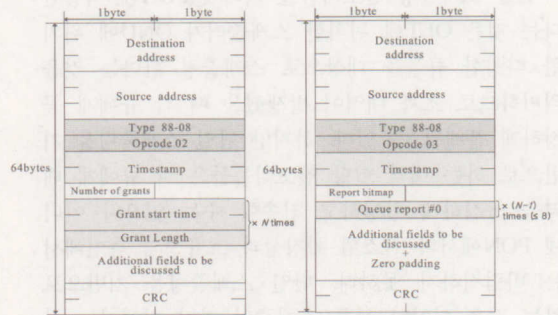 1byte 1byte
Destination
address
Source address
Type 88-08
Opcode 02
64bytes
Timestamp
Number of grants
Grant start time
× N times
Grant Length
Additional fields to be
discussed
CRC
1byte 1byte
Destination
address
Source address
Type 88-08
Opcode 03
64bytes
Timestamp
Report bitmap
Queue report #0
× (N-1)
times (≤ 8)
Additional fields to be
discussed
+
Zero padding
CRC